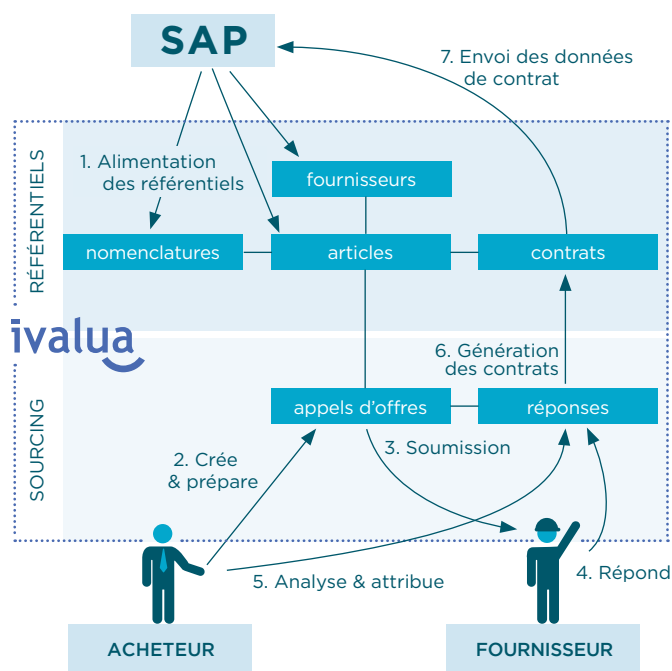 SAP
7. Envoi des données
de contrat
RÉFÉRENTIELS
1. Alimentation
des référentiels
fournisseurs
nomenclatures
articles
contrats
ivalua
6. Génération
des contrats
SOURCING
appels d’offres
réponses
2. Crée
& prépare
3. Soumission
5. Analyse & attribue
4. Répond
ACHETEUR
FOURNISSEUR